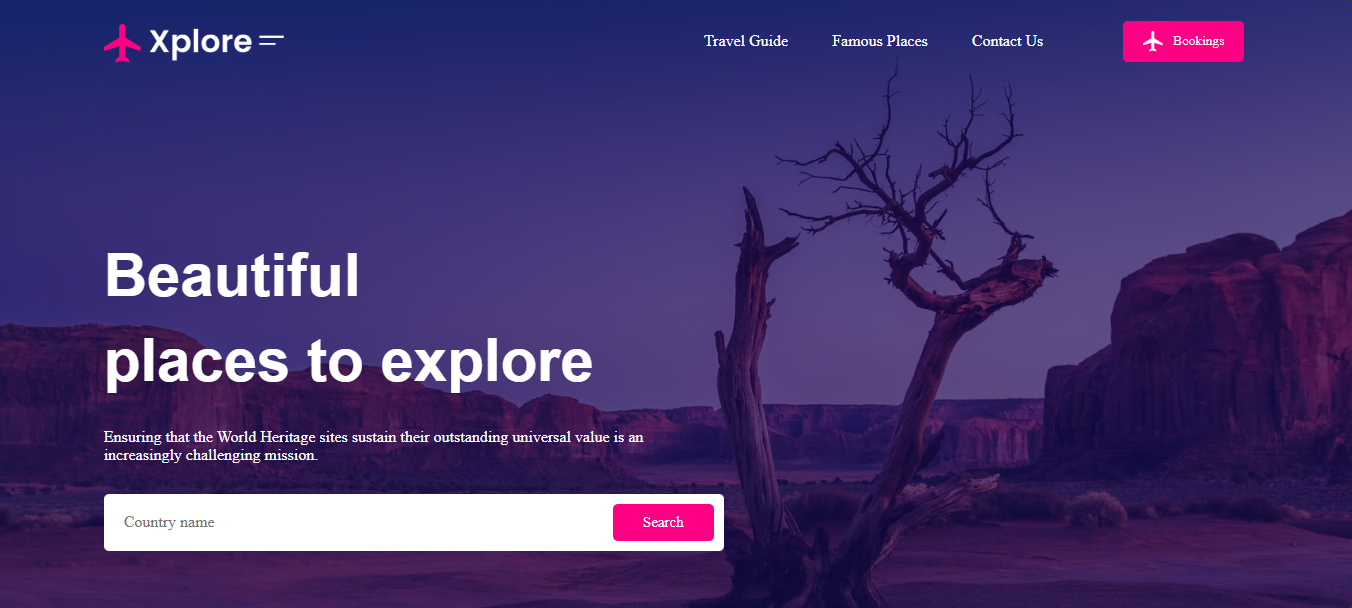 Xplore
Travel Guide
Famous Places
Contact Us
Bookings
Beautiful
places to explore
Ensuring that the World Heritage sites sustain their outstanding universal value is an
increasingly challenging mission.
Country name
Search